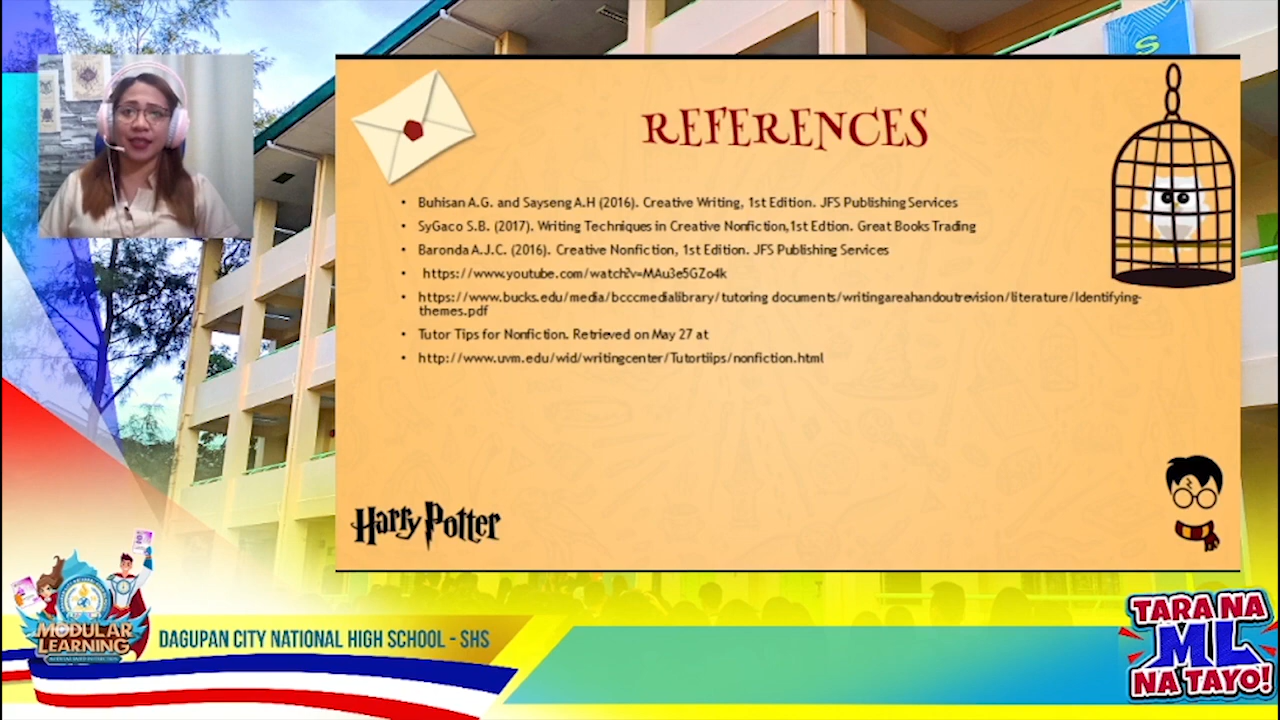 REFERENCES
• Buhisan A.G. and Sayseng A.H (2016). Creative Writing, 1st Edition. JFS Publishing Services
• SyGaco S.B. (2017). Writing Techniques in Creative Nonfiction,1st Edtion. Great Books Trading
• Baronda A.J.C. (2016). Creative Nonfiction, 1st Edition. JFS Publishing Services
• https://www.youtube.com/watch?v=MAu3e5GZo4k
• https://www.bucks.edu/media/bcccmedialibrary/tutoring documents/writingareahandoutrevision/literature/Identifying-
themes.pdf
• Tutor Tips for Nonfiction. Retrieved on May 27 at
• http://www.uvm.edu/wid/writingcenter/Tutortiips/nonfiction.html
Harry Potter
MODULAR
LEARNING
DAGUPAN CITY NATIONAL HIGH SCHOOL - SHS
TARA NA
ML
NA TAYO!
S